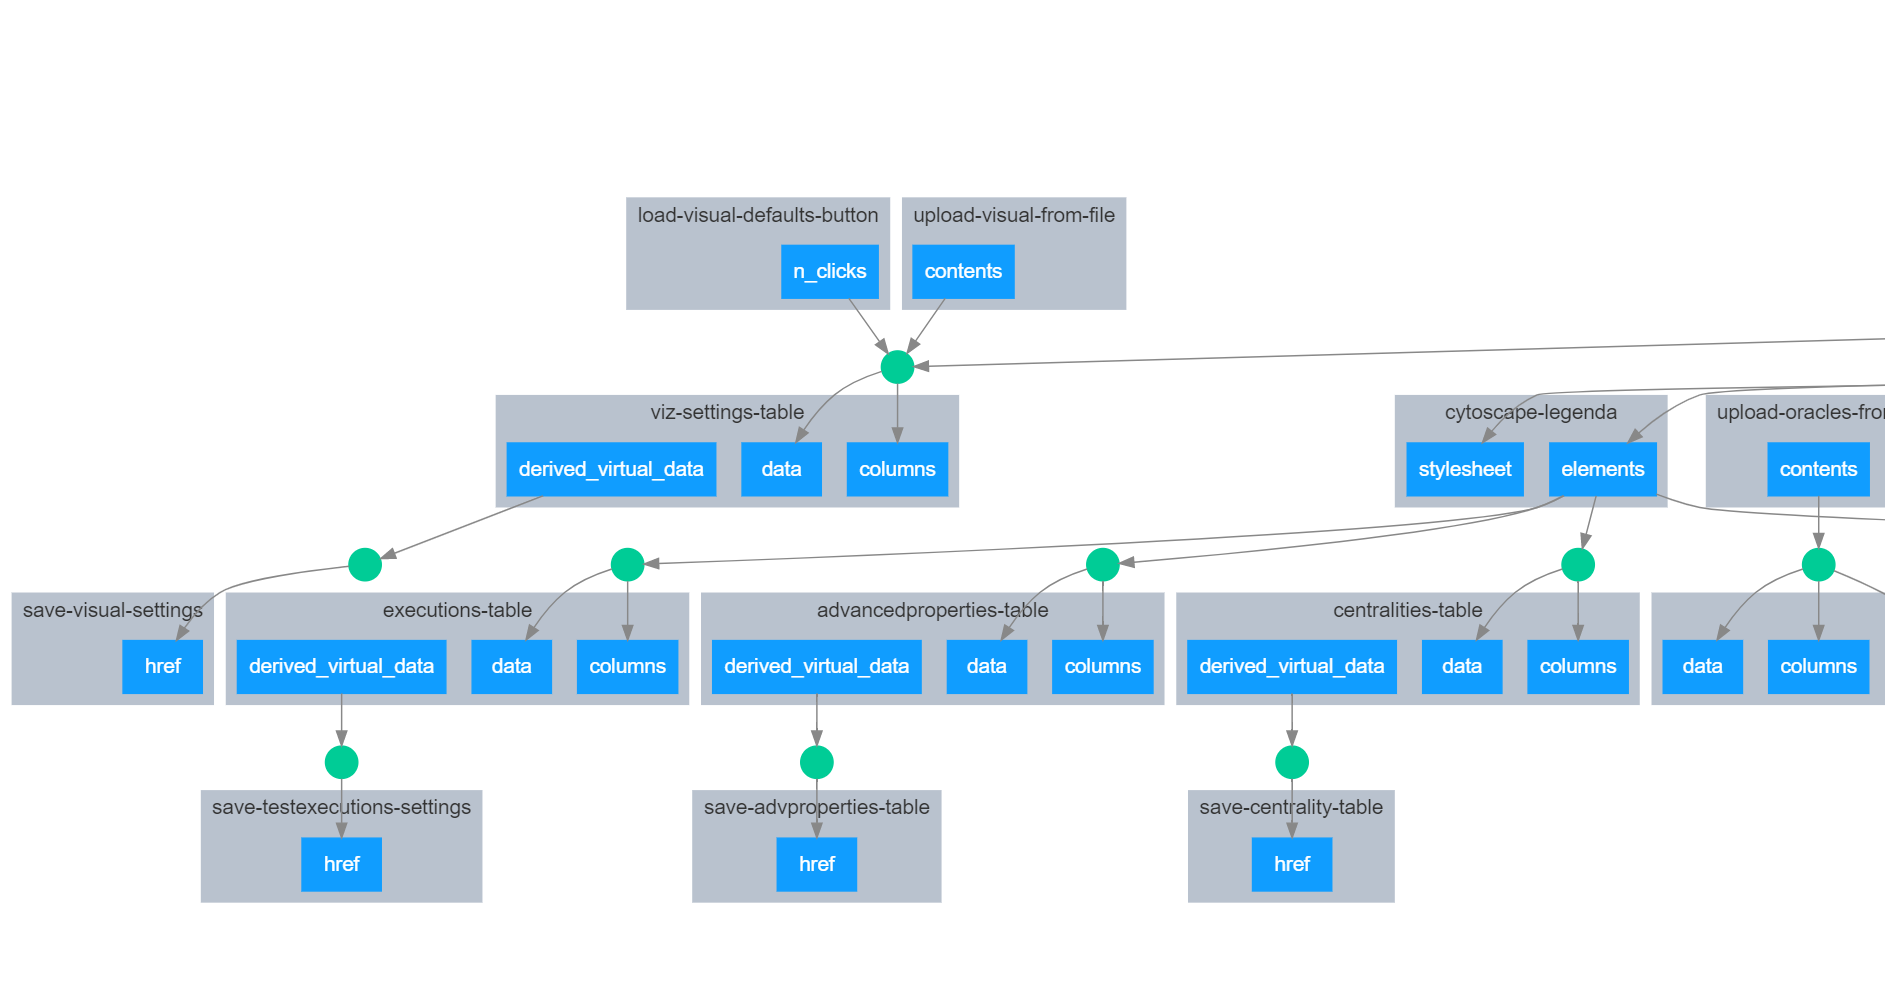 load-visual-defaults-button
upload-visual-from-file
n_clicks
contents
viz-settings-table
cytoscape-legenda
upload-oracles-fro
derived_virtual_data
data
columns
stylesheet
elements
contents
save-visual-settings
executions-table
advancedproperties-table
centralities-table
href
derived_virtual_data
data
columns
derived_virtual_data
data
columns
derived_virtual_data
data
columns
data
columns
save-testexecutions-settings
save-advproperties-table
save-centrality-table
href
href
href